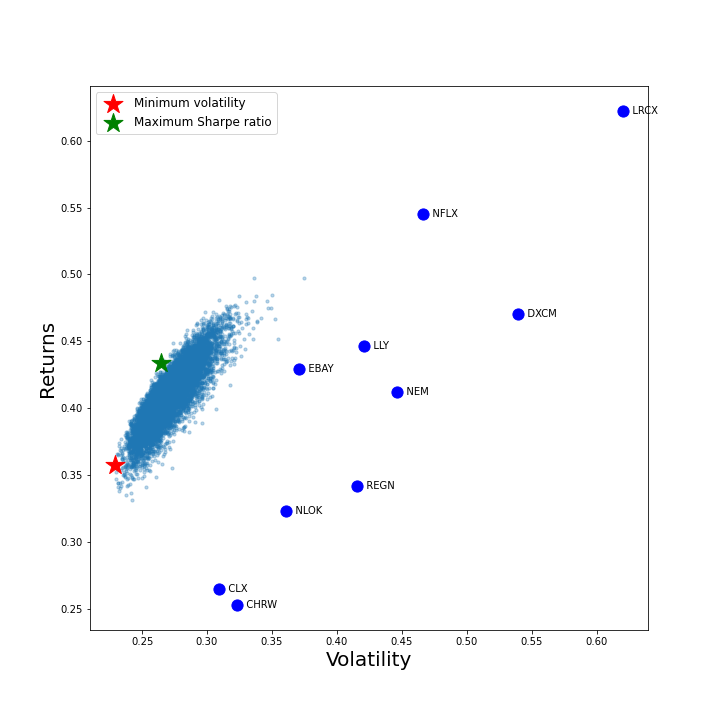 Minimum volatility
Maximum Sharpe ratio
LRCX
NFLX
DXCM
LLY
EBAY
NEM
REGN
NLOK
CLX
CHRW
0.60
0.55
0.50
0.45
0.40
0.35
0.30
0.25
Returns
0.25 0.30 0.35 0.40 0.45 0.50 0.55 0.60
Volatility